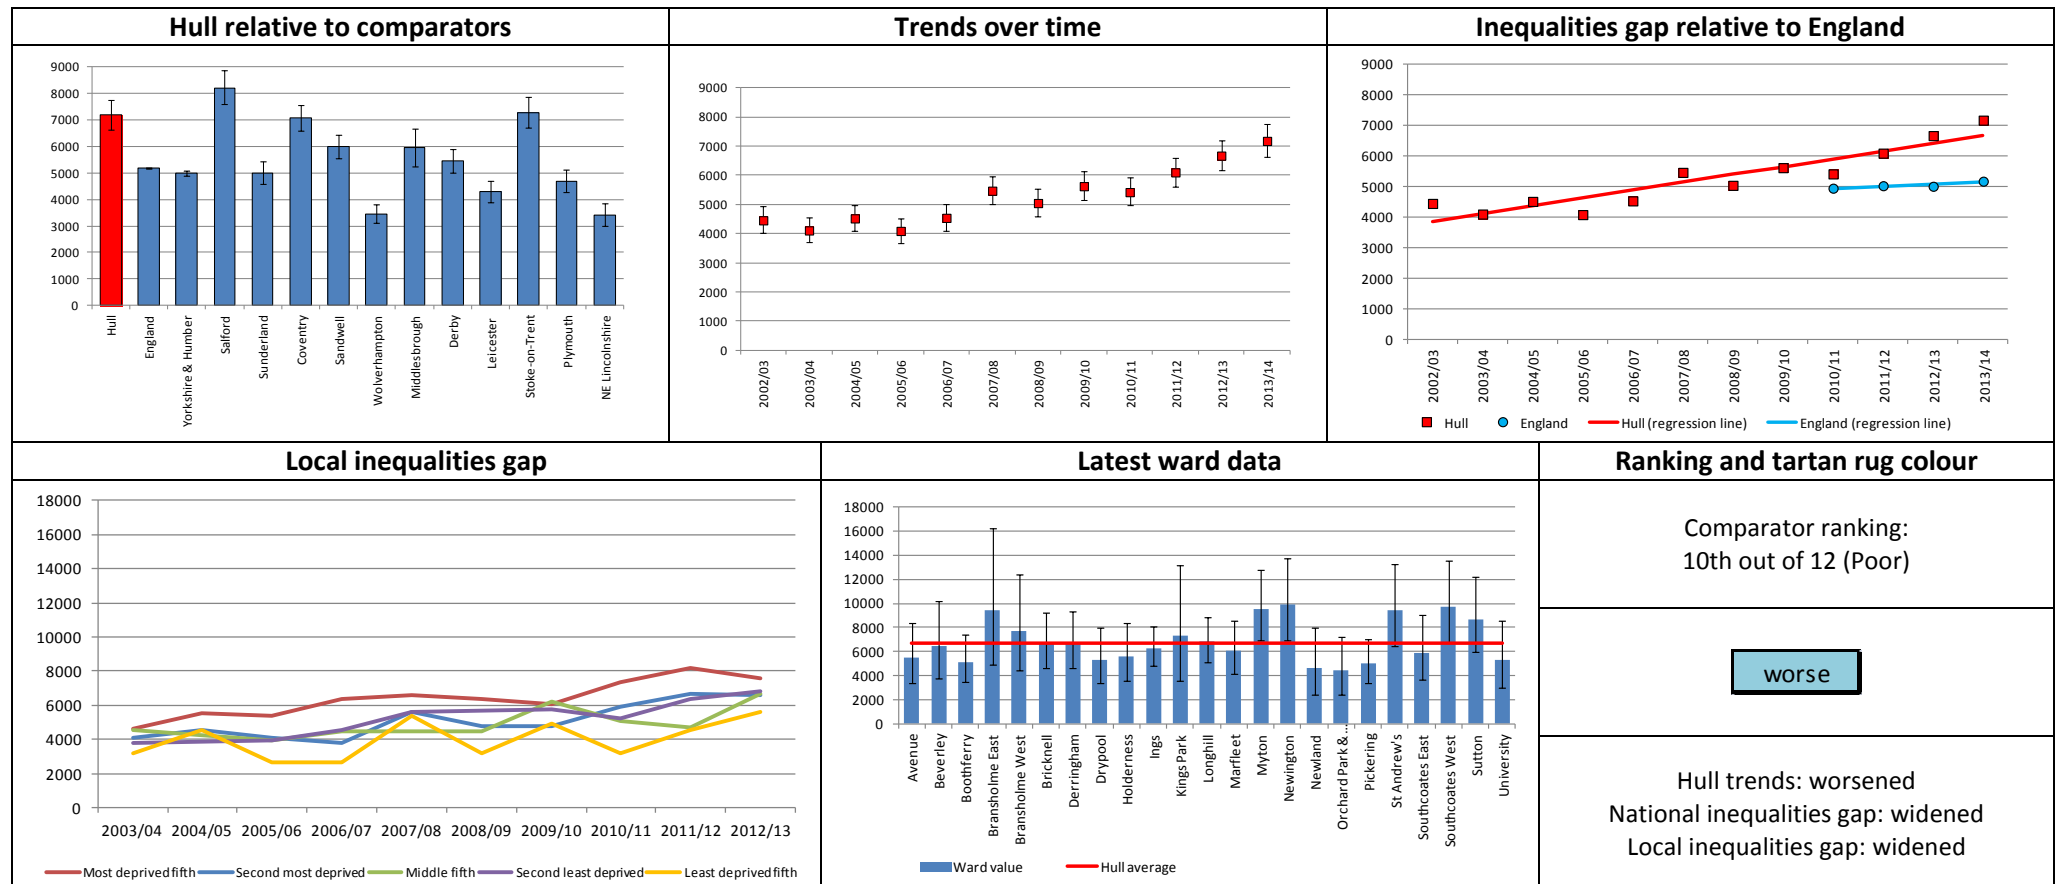 Hull relative to comparators
Trends over time
Inequalities gap relative to England
9000
8000
7000
6000
5000
4000
3000
2000
1000
0
Hull
England
Yorkshire & Humber
Salford
Sunderland
Coventry
Sandwell
Wolverhampton
Middlesbrough
Derby
Leicester
Stoke-on-Trent
Plymouth
NE Lincolnshire
9000
8000
7000
6000
5000
4000
3000
2000
1000
0
2002/03
2003/04
2004/05
2005/06
2006/07
2007/08
2008/09
2009/10
2010/11
2011/12
2012/13
2013/14
9000
8000
7000
6000
5000
4000
3000
2000
1000
0
2002/03
2003/04
2004/05
2005/06
2006/07
2007/08
2008/09
2009/10
2010/11
2011/12
2012/13
2013/14
Hull England Hull (regression line) England (regression line)
Local inequalities gap
Latest ward data
Ranking and tartan rug colour
18000
16000
14000
12000
10000
8000
6000
4000
2000
0
2003/04 2004/05 2005/06 2006/07 2007/08 2008/09 2009/10 2010/11 2011/12 2012/13
Most deprived fifth Second most deprived Middle fifth Second least deprived Least deprived fifth
18000
16000
14000
12000
10000
8000
6000
4000
2000
0
Avenue
Beverley
Boothferry
Bransholme East
Bransholme West
Bricknell
Derringham
Drypool
Holderness
Ings
Kings Park
Longhill
Marfleet
Myton
Newington
Newland
Orchard Park &...
Pickering
St Andrew's
Southcoates East
Southcoates West
Sutton
University
Ward value Hull average
Comparator ranking:
10th out of 12 (Poor)
worse
Hull trends: worsened
National inequalities gap: widened
Local inequalities gap: widened